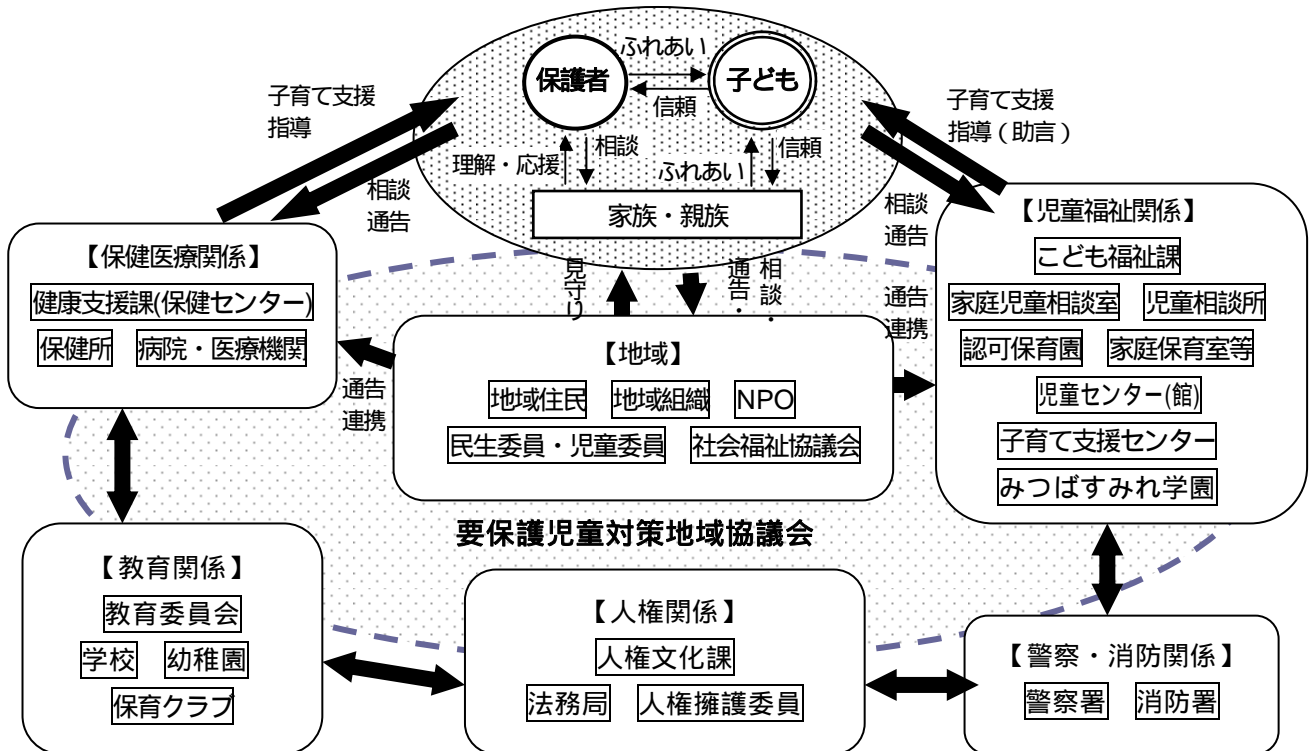 ふれあい
保護者
子ども
信頼
理解・応援
相談
ふれあい
信頼
家族・親族
子育て支援
指導
相談
通告
子育て支援
指導（助言）
相談
通告
【保健医療関係】
健康支援課(保健センター)
保健所 病院・医療機関
見守り
相談・
通告・
通告
連携
通告
連携
【地域】
地域住民 地域組織 NPO
民生委員・児童委員 社会福祉協議会
【児童福祉関係】
こども福祉課
家庭児童相談室 児童相談所
認可保育園 家庭保育室等
児童センター(館)
子育て支援センター
みつばすみれ学園
要保護児童対策地域協議会
【教育関係】
教育委員会
学校 幼稚園
保育クラブ
【人権関係】
人権文化課
法務局 人権擁護委員
【警察・消防関係】
警察署 消防署